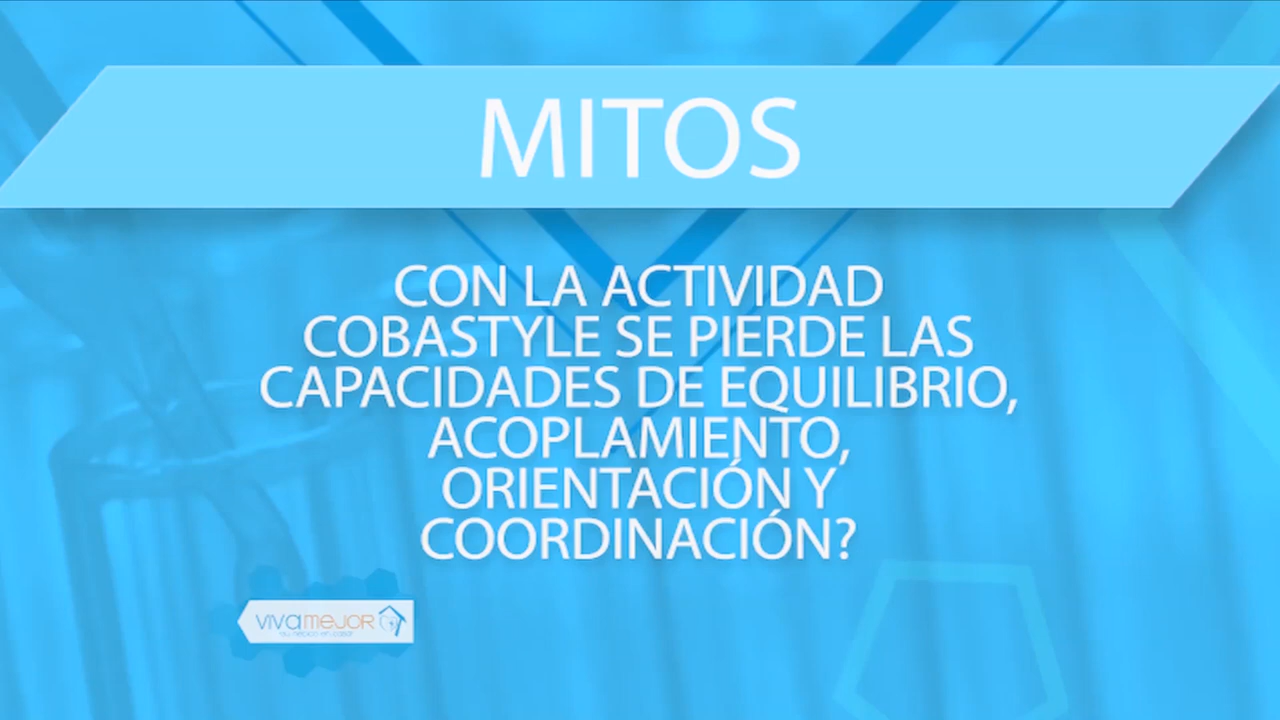 MITOS
CON LA ACTIVIDAD
COBASTYLE SE PIERDE LAS
CAPACIDADES DE EQUILIBRIO,
ACOPLAMIENTO,
ORIENTACIÓN Y
COORDINACIÓN?
VIVAMEJOR